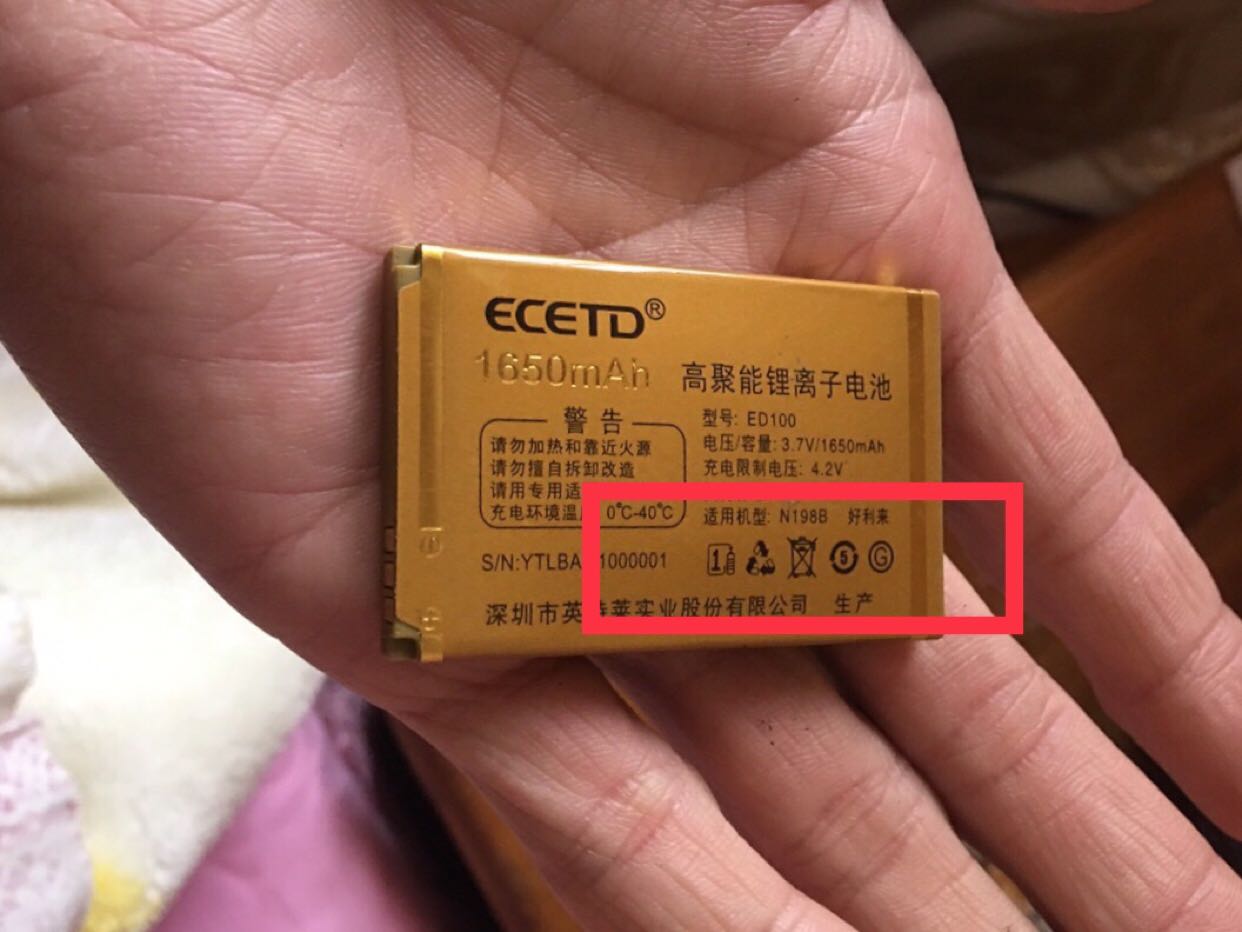 ECETD®
1650mAh 高聚能锂离子电池
警告
请勿加热和靠近火源
请勿擅自拆卸改造
请用专用适
充电环境温 0℃-40℃
型号: ED100
电压/容量: 3.7V/1650mAh
充电限制电压: 4.2V
适用机型: N198B 好利来
S/N:YTLBA 1000001
1 5 G
深圳市英 莱实业股份有限公司 生产